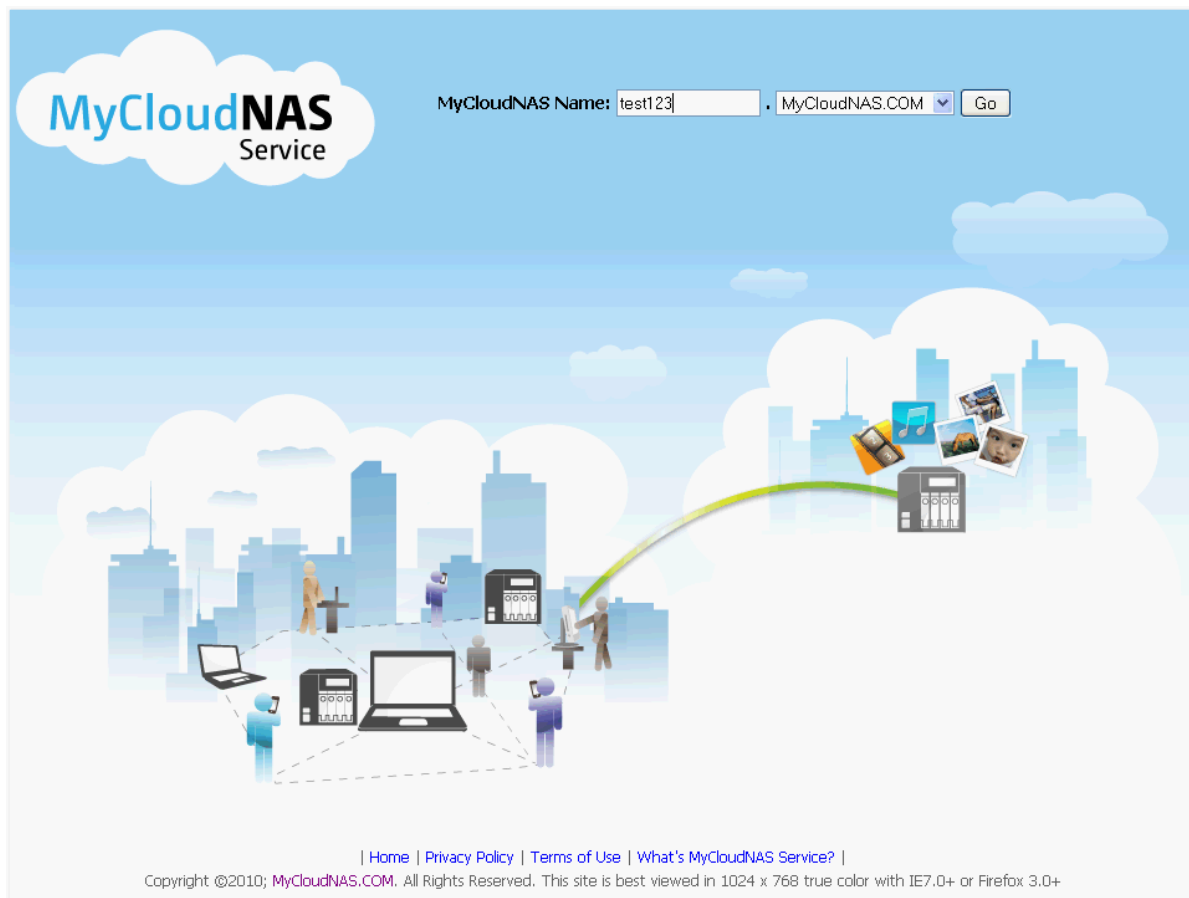 MyCloudNAS
Service
MyCloudNAS Name: test123 . MyCloudNAS.COM Go
| Home | Privacy Policy | Terms of Use | What's MyCloudNAS Service? |
Copyright ©2010; MyCloudNAS.COM. All Rights Reserved. This site is best viewed in 1024 x 768 true color with IE7.0+ or Firefox 3.0+